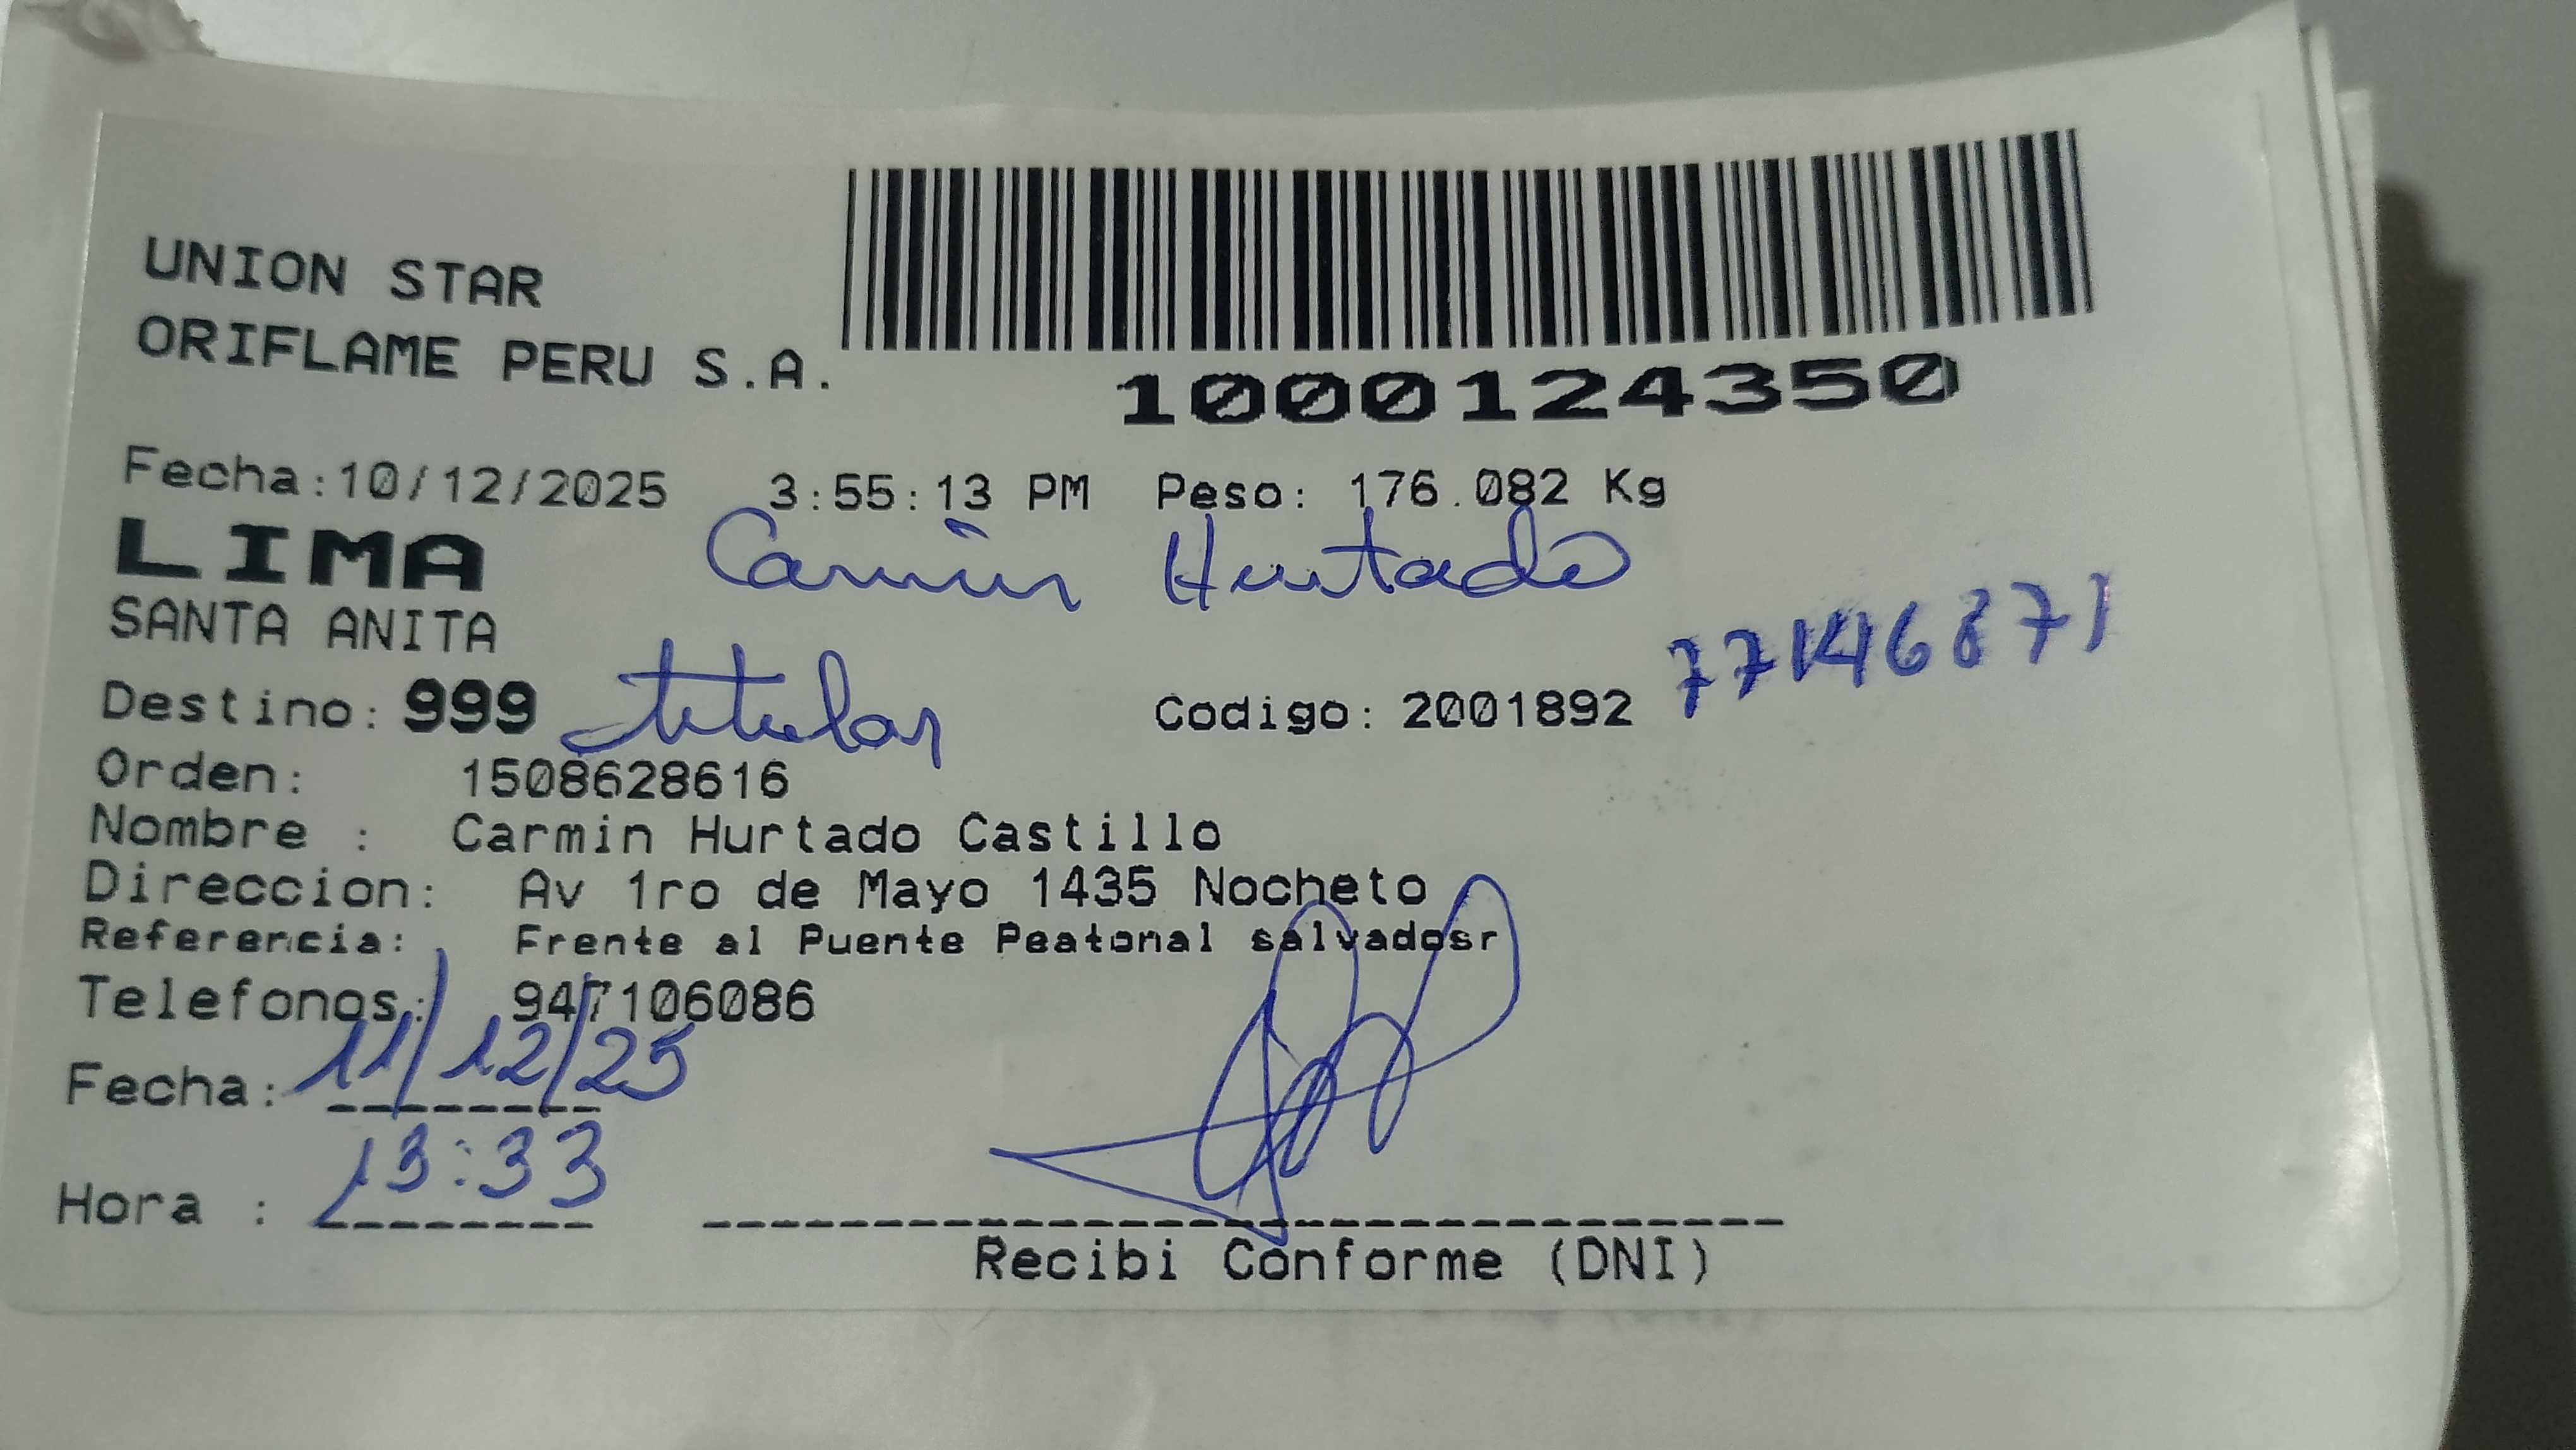 UNION STAR
ORIFLAME PERU S.A.
1000124350
Fecha:10/12/2025 3:55:13 PM Peso: 176.082 Kg
LIMA Carmin Hurtado
SANTA ANITA
77146871
Destino: 999 titular Codigo: 2001892
Orden: 1508628616
Nombre : Carmin Hurtado Castillo
Direccion: Av 1ro de Mayo 1435 Nocheto
Referencia: Frente al Puente Peatonal salvadosr
Telefonos: 947106086
Fecha: 11/12/25
Hora : 13:33
Recibi Conforme (DNI)